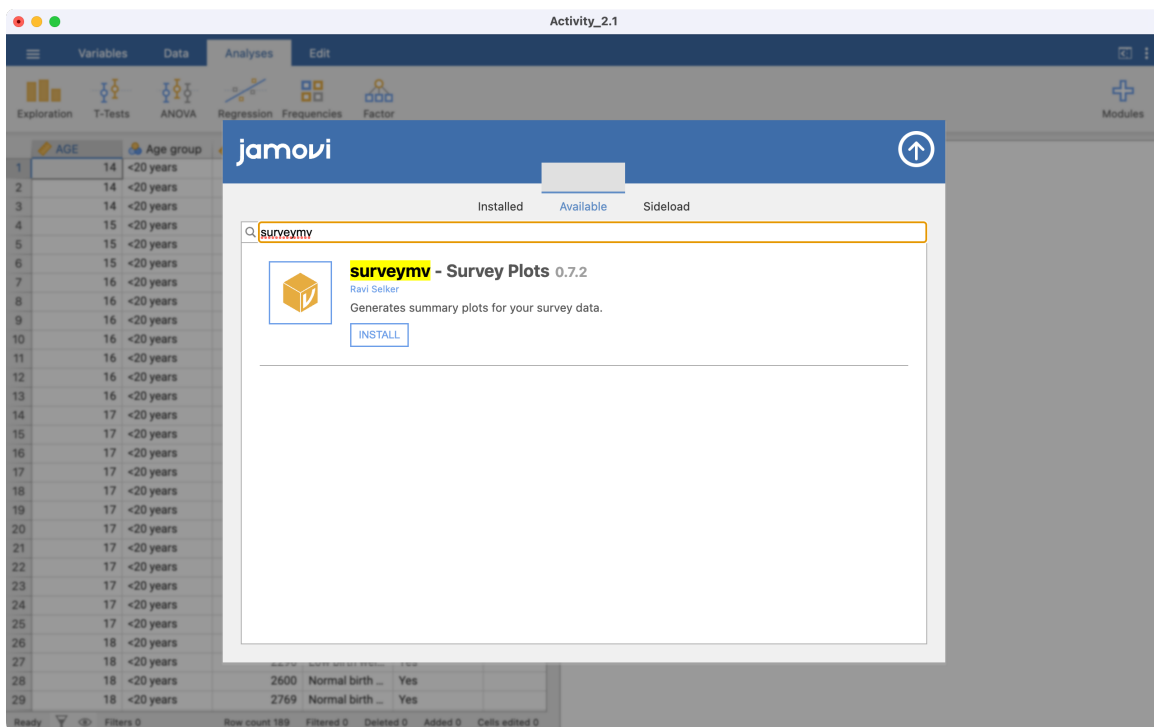 Activity_2.1
Variables Data Analyses Edit
Exploration T-Tests ANOVA Regression Frequencies Factor Modules
jamovi
AGE Age group
Installed Available Sideload
surveymv
surveymv - Survey Plots 0.7.2
Ravi Selker
Generates summary plots for your survey data.
INSTALL
1 14 <20 years
2 14 <20 years
3 14 <20 years
4 15 <20 years
5 15 <20 years
6 15 <20 years
7 16 <20 years
8 16 <20 years
9 16 <20 years
10 16 <20 years
11 16 <20 years
12 16 <20 years
13 16 <20 years
14 17 <20 years
15 17 <20 years
16 17 <20 years
17 17 <20 years
18 17 <20 years
19 17 <20 years
20 17 <20 years
21 17 <20 years
22 17 <20 years
23 17 <20 years
24 17 <20 years
25 17 <20 years
26 18 <20 years
27 18 <20 years
28 18 <20 years 2600 Normal birth ... Yes
29 18 <20 years 2769 Normal birth ... Yes
Ready Filters 0 Row count 189 Filtered 0 Deleted 0 Added 0 Cells edited 0